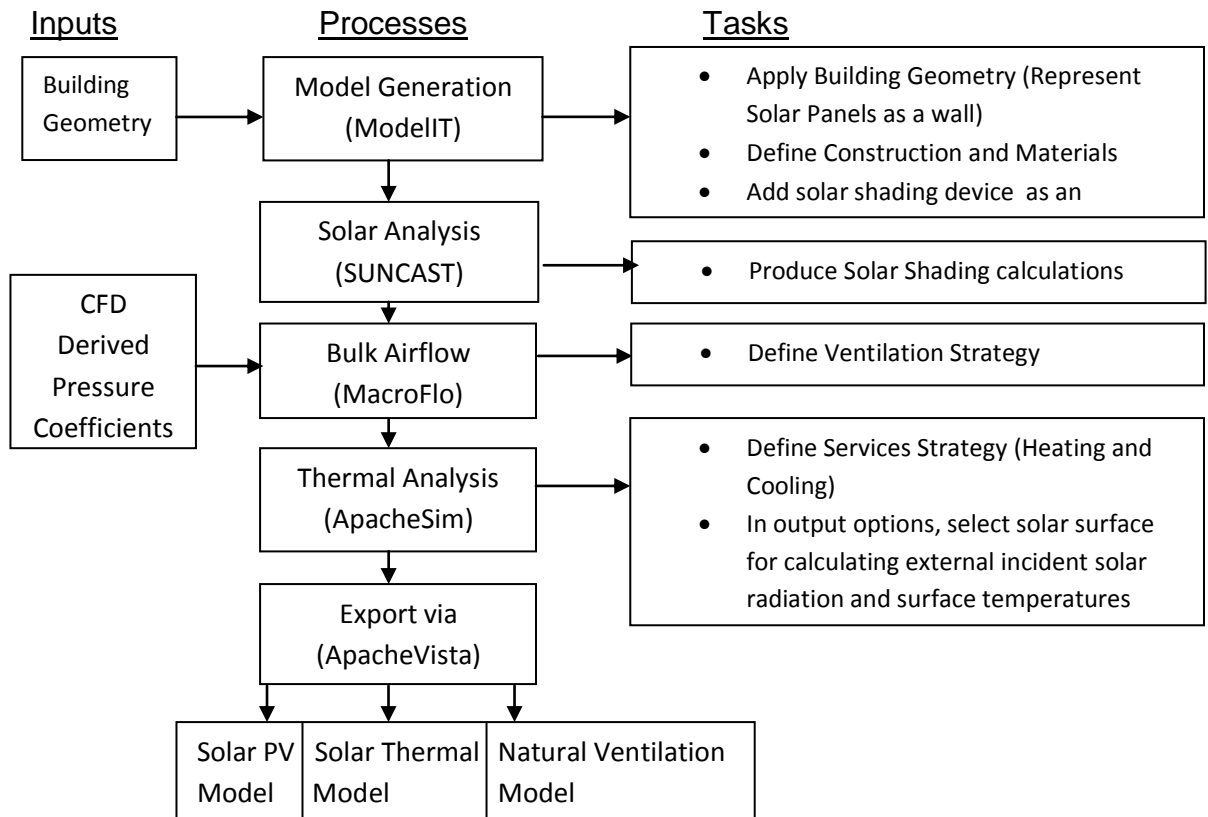 Inputs
Processes
Tasks
Building
Geometry
Model Generation
(ModelIT)
• Apply Building Geometry (Represent
Solar Panels as a wall)
• Define Construction and Materials
• Add solar shading device as an
Solar Analysis
(SUNCAST)
• Produce Solar Shading calculations
CFD
Derived
Pressure
Coefficients
Bulk Airflow
(MacroFlo)
• Define Ventilation Strategy
Thermal Analysis
(ApacheSim)
• Define Services Strategy (Heating and
Cooling)
• In output options, select solar surface
for calculating external incident solar
radiation and surface temperatures
Export via
(ApacheVista)
Solar PV
Model
Solar Thermal
Model
Natural Ventilation
Model